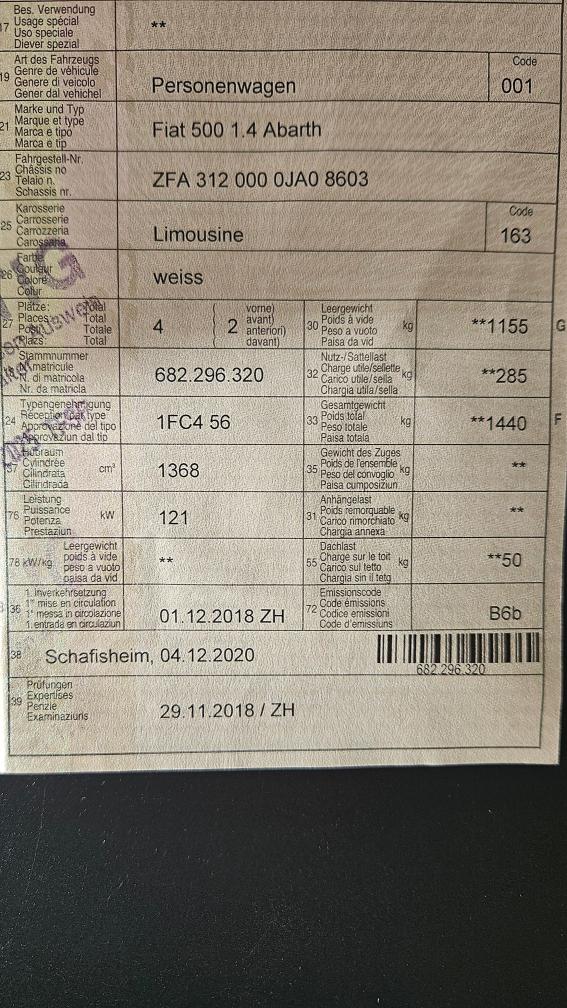 17 Bes. Verwendung
Usage spécial
Uso speciale
Diever spezial
**
19 Art des Fahrzeugs
Genre de véhicule
Genere di veicolo
Gener dal vehichel
Personenwagen
Code
001
21 Marke und Typ
Marque et type
Marca e tipo
Marca e tip
Fiat 500 1.4 Abarth
23 Fahrgestell-Nr.
Châssis no
Telaio n.
Schassis nr.
ZFA 312 000 0JA0 8603
25 Karosserie
Carrosserie
Carrozzeria
Carossaria
Limousine
Code
163
26 Farbe
Couleur
Colore
Colur
weiss
27 Plätze: Total
Places: Total
Posti: Totale
Plazs: Total
4
2
vorne)
avant)
anteriori)
davant)
30 Leergewicht
Poids à vide
Peso a vuoto
Paisa da vid
kg
**1155
G
Stammnummer
N. di matricola
Nr. da matricla
682.296.320
32 Nutz-/Sattellast
Charge utile/sellette
Carico utile/sella
Chargia utila/sella
kg
**285
24 Typengenehmigung
Réception par type
Approvazione del tipo
Approvaziun dal tip
1FC4 56
33 Gesamtgewicht
Poids total
Peso totale
Paisa totala
kg
**1440
F
37 Hubraum
Cylindrée
Cilindrata
Cilindrada
cm³
1368
35 Gewicht des Zuges
Poids de l'ensemble
Peso del convoglio
Paisa cumposiziun
kg
**
76 Leistung
Puissance
Potenza
Prestaziun
kW
121
31 Anhängelast
Poids remorquable
Carico rimorchiato
Chargia annexa
kg
**
78 kW/kg
Leergewicht
poids à vide
peso a vuoto
paisa da vid
**
55 Dachlast
Charge sur le toit
Carico sul tetto
Chargia sin il tetg
kg
**50
36 1. Inverkehrsetzung
1re mise en circulation
1a messa in circolazione
1. entrada en circulaziun
01.12.2018 ZH
72 Emissionscode
Code émissions
Codice emissioni
Code d'emissiuns
B6b
38 Schafisheim, 04.12.2020
682 296 320
39 Prüfungen
Expertises
Perizie
Examinaziuns
29.11.2018 / ZH